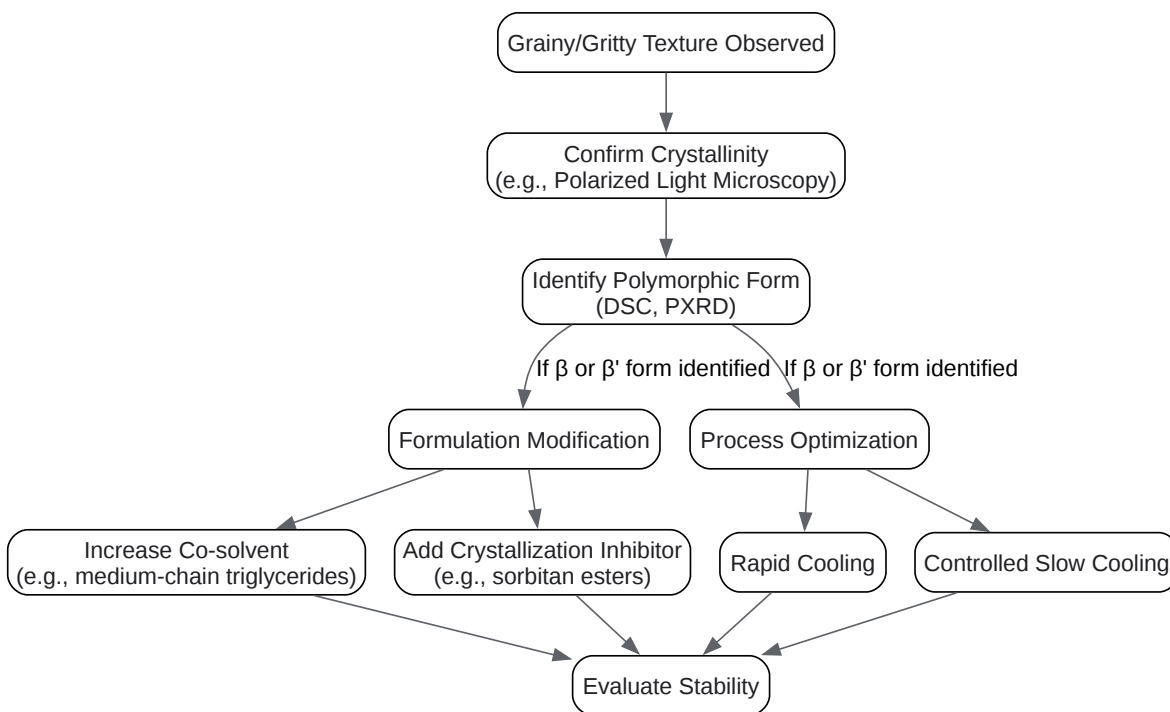 Grainy/Gritty Texture Observed
Confirm Crystallinity
(e.g., Polarized Light Microscopy)
Identify Polymorphic Form
(DSC, PXRD)
If β or β' form identified
If β or β' form identified
Formulation Modification
Process Optimization
Increase Co-solvent
(e.g., medium-chain triglycerides)
Add Crystallization Inhibitor
(e.g., sorbitan esters)
Rapid Cooling
Controlled Slow Cooling
Evaluate Stability